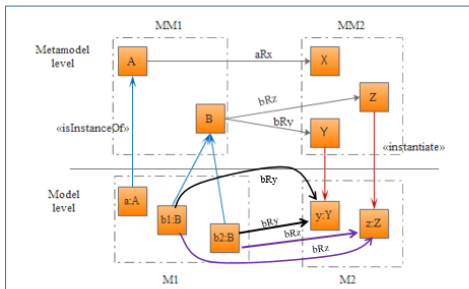 MM1
MM2
Metamodel
level
A
aRx
X
Z
bRz
B
bRy
Y
«isInstanceOf»
«instantiate»
Model
level
bRy
a:A
b1:B
bRy
y:Y
z:Z
b2:B
bRz
bRz
M1
M2